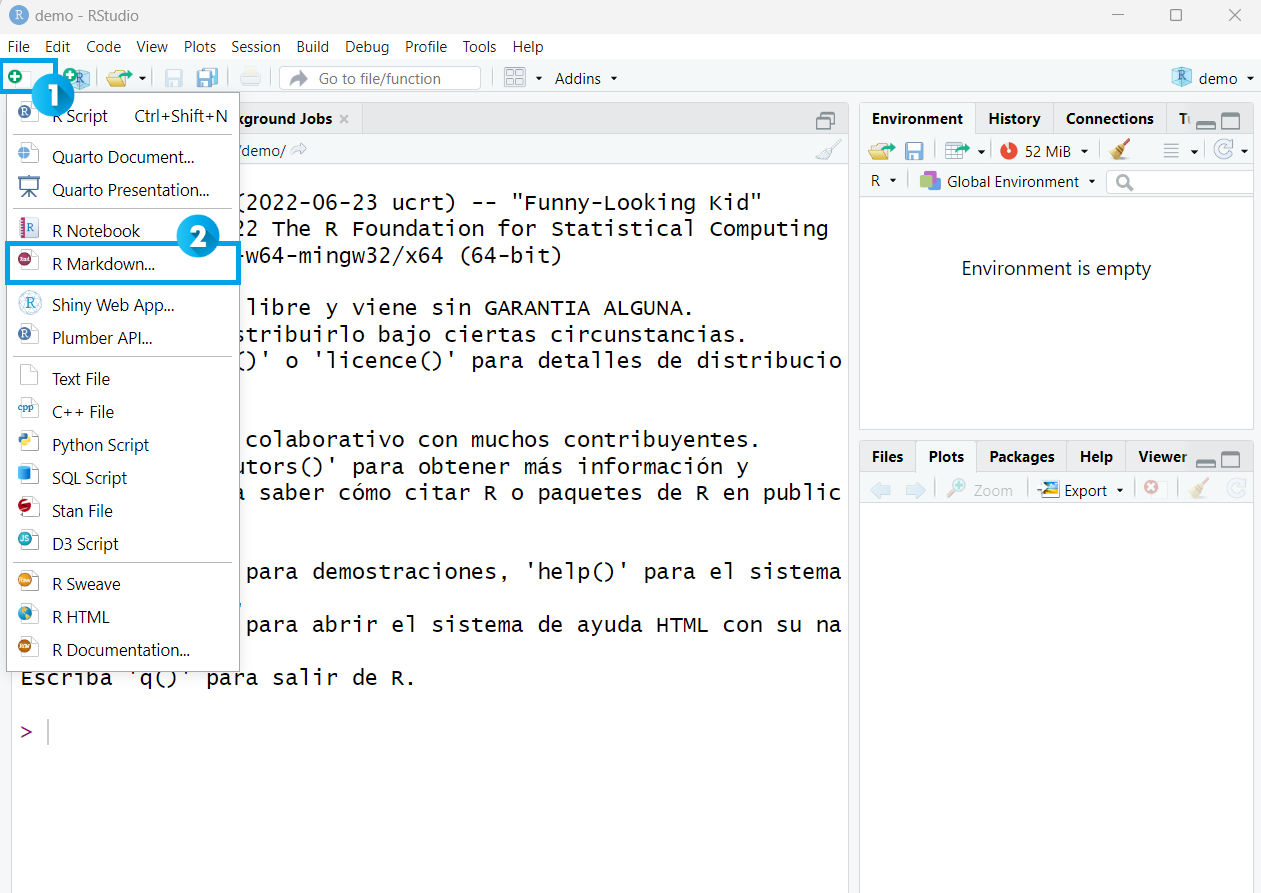 demo - RStudio
File Edit Code View Plots Session Build Debug Profile Tools Help
Go to file/function Addins demo
1
R Script Ctrl+Shift+N
Quarto Document...
Quarto Presentation...
R Notebook
2
R Markdown...
Shiny Web App...
Plumber API...
Text File
C++ File
Python Script
SQL Script
Stan File
D3 Script
R Sweave
R HTML
R Documentation...
kground Jobs
/demo/
(2022-06-23 ucrt) -- "Funny-Looking Kid"
22 The R Foundation for Statistical Computing
-w64-mingw32/x64 (64-bit)
libre y viene sin GARANTIA ALGUNA.
stribuirlo bajo ciertas circunstancias.
()' o 'licence()' para detalles de distribucio
colaborativo con muchos contribuyentes.
utors()' para obtener más información y
a saber cómo citar R o paquetes de R en public
para demostraciones, 'help()' para el sistema
para abrir el sistema de ayuda HTML con su na
Escriba 'q()' para salir de R.
>
Environment History Connections
52 MiB
R Global Environment
Environment is empty
Files Plots Packages Help Viewer
Zoom Export